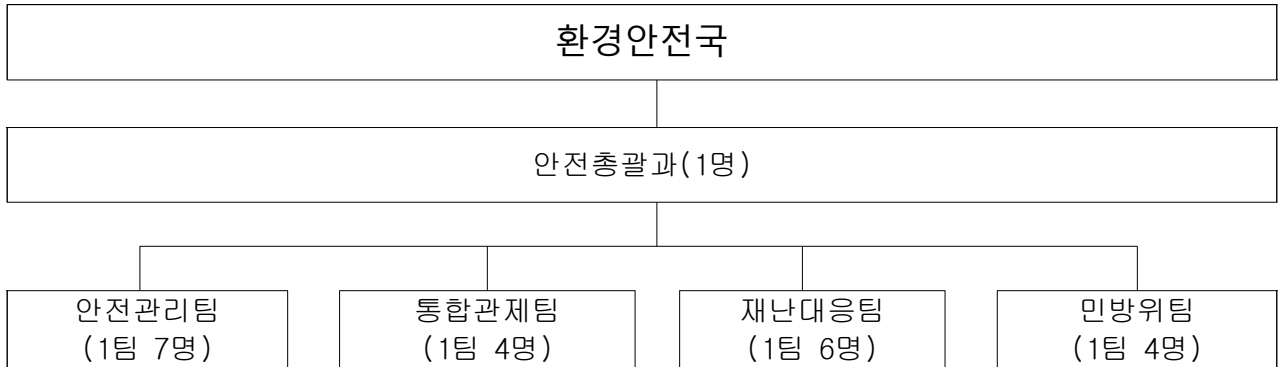 환경안전국
안전총괄과(1명)
안전관리팀
(1팀 7명)
통합관제팀
(1팀 4명)
재난대응팀
(1팀 6명)
민방위팀
(1팀 4명)